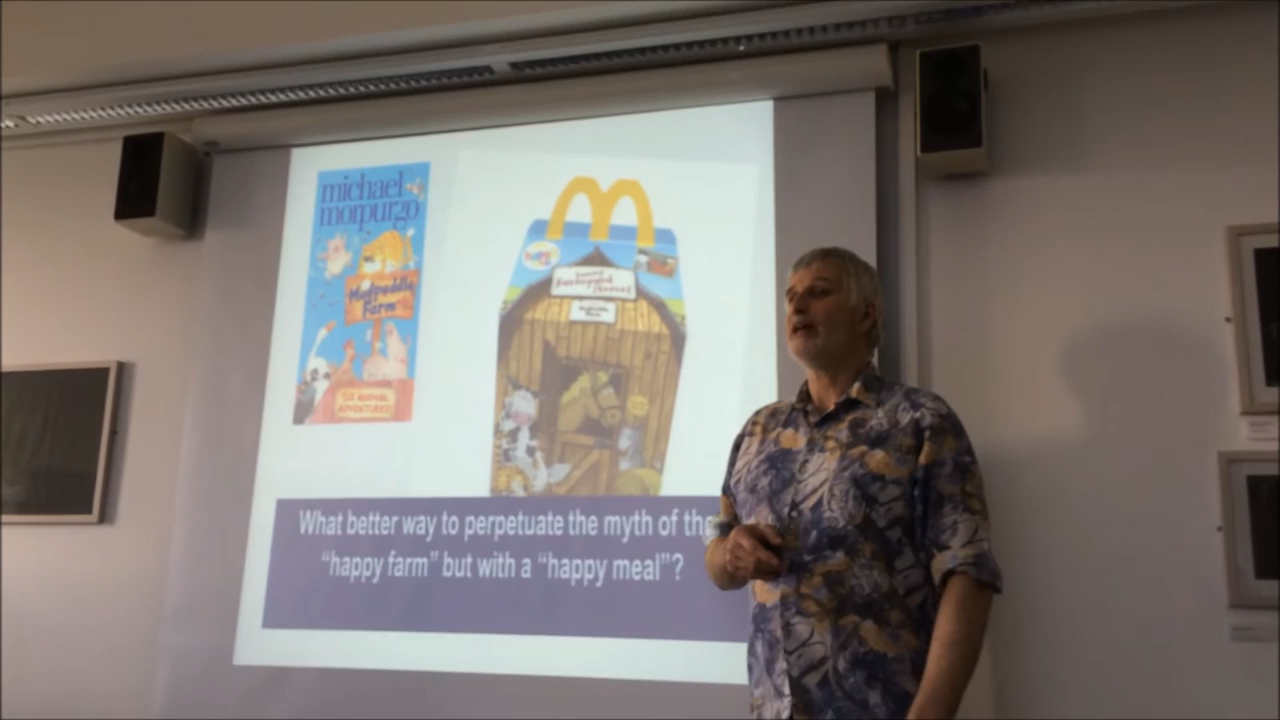 michael
morpurgo
Mudpuddle
Farm
SIX ANIMAL
ADVENTURES
What better way to perpetuate the myth of the
“happy farm” but with a “happy meal”?